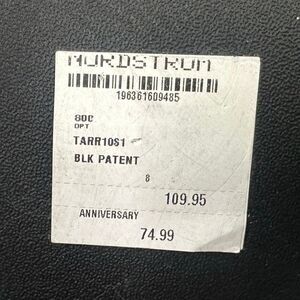 NORDSTROM
196361609485
80C
OPT
TARR10S1
BLK PATENT
8
109.95
ANNIVERSARY
74.99